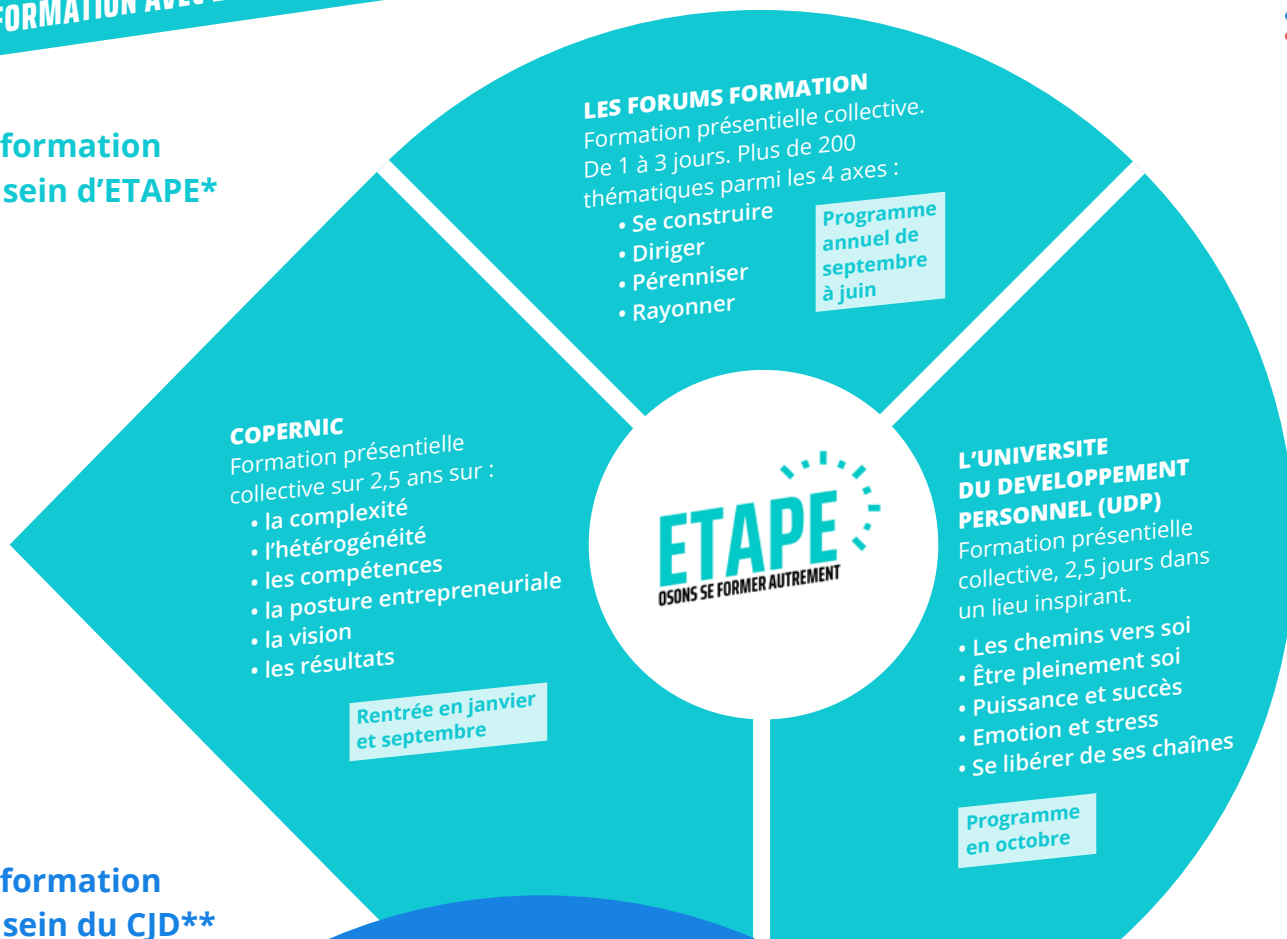 FORMATION AVEC
formation
sein d'ETAPE*
LES FORUMS FORMATION
Formation présentielle collective.
De 1 à 3 jours. Plus de 200
thématiques parmi les 4 axes :
• Se construire
• Diriger
• Pérenniser
• Rayonner
Programme
annuel de
septembre
à juin
COPERNIC
Formation présentielle
collective sur 2,5 ans sur :
• la complexité
• l'hétérogénéité
• les compétences
• la posture entrepreneuriale
• la vision
• les résultats
Rentrée en janvier
et septembre
ETAPE
OSONS SE FORMER AUTREMENT
L'UNIVERSITE
DU DEVELOPPEMENT
PERSONNEL (UDP)
Formation présentielle
collective, 2,5 jours dans
un lieu inspirant.
• Les chemins vers soi
• Être pleinement soi
• Puissance et succès
• Emotion et stress
• Se libérer de ses chaînes
Programme
en octobre
formation
sein du CJD**